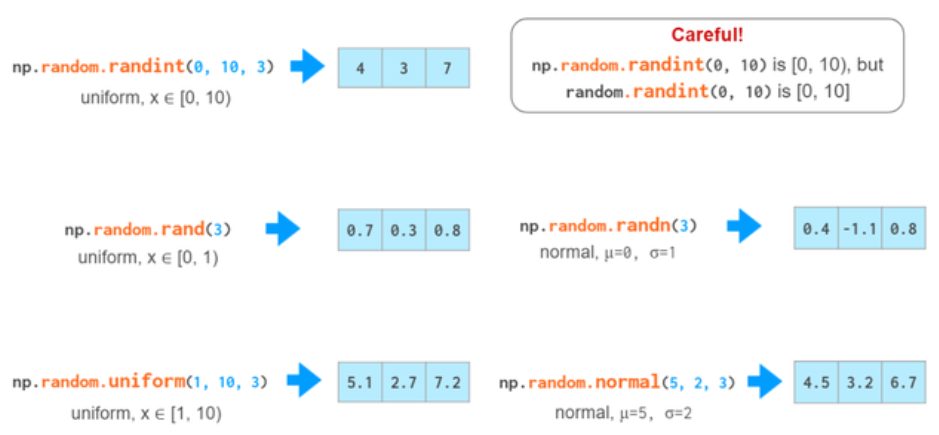 np.random.randint(0, 10, 3)
4 3 7
uniform, x ∈ [0, 10)
Careful!
np.random.randint(0, 10) is [0, 10), but
random.randint(0, 10) is [0, 10]
np.random.rand(3)
0.7 0.3 0.8
uniform, x ∈ [0, 1)
np.random.randn(3)
0.4 -1.1 0.8
normal, μ=0, σ=1
np.random.uniform(1, 10, 3)
5.1 2.7 7.2
uniform, x ∈ [1, 10)
np.random.normal(5, 2, 3)
4.5 3.2 6.7
normal, μ=5, σ=2